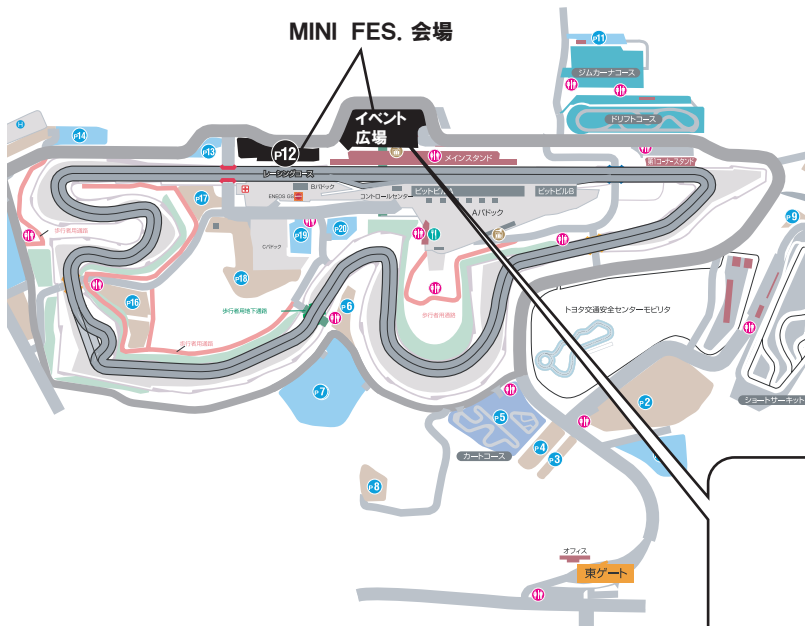 MINI FES. 会場
P11
ジムカーナコース
イベント
広場
ドリフトコース
P14
P13
P12
メインスタンド
第1コーナースタンド
レーシングコース
Bパドック
ENEOS GS
コントロールセンター
ピットビルA
ピットビルB
P17
Aパドック
P9
P19
P20
歩行者用通路
Cパドック
P18
P16
歩行者用地下通路
P6
歩行者用通路
トヨタ交通安全センターモビリタ
歩行者用通路
P7
P2
ショートサーキット
P5
P4
P3
カートコース
P8
オフィス
東ゲート